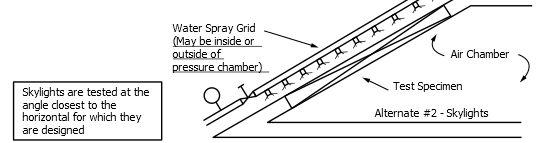 Water Spray Grid
(May be inside or
outside of
pressure chamber)
Air Chamber
Test Specimen
Skylights are tested at the
angle closest to the
horizontal for which they
are designed
Alternate #2 - Skylights